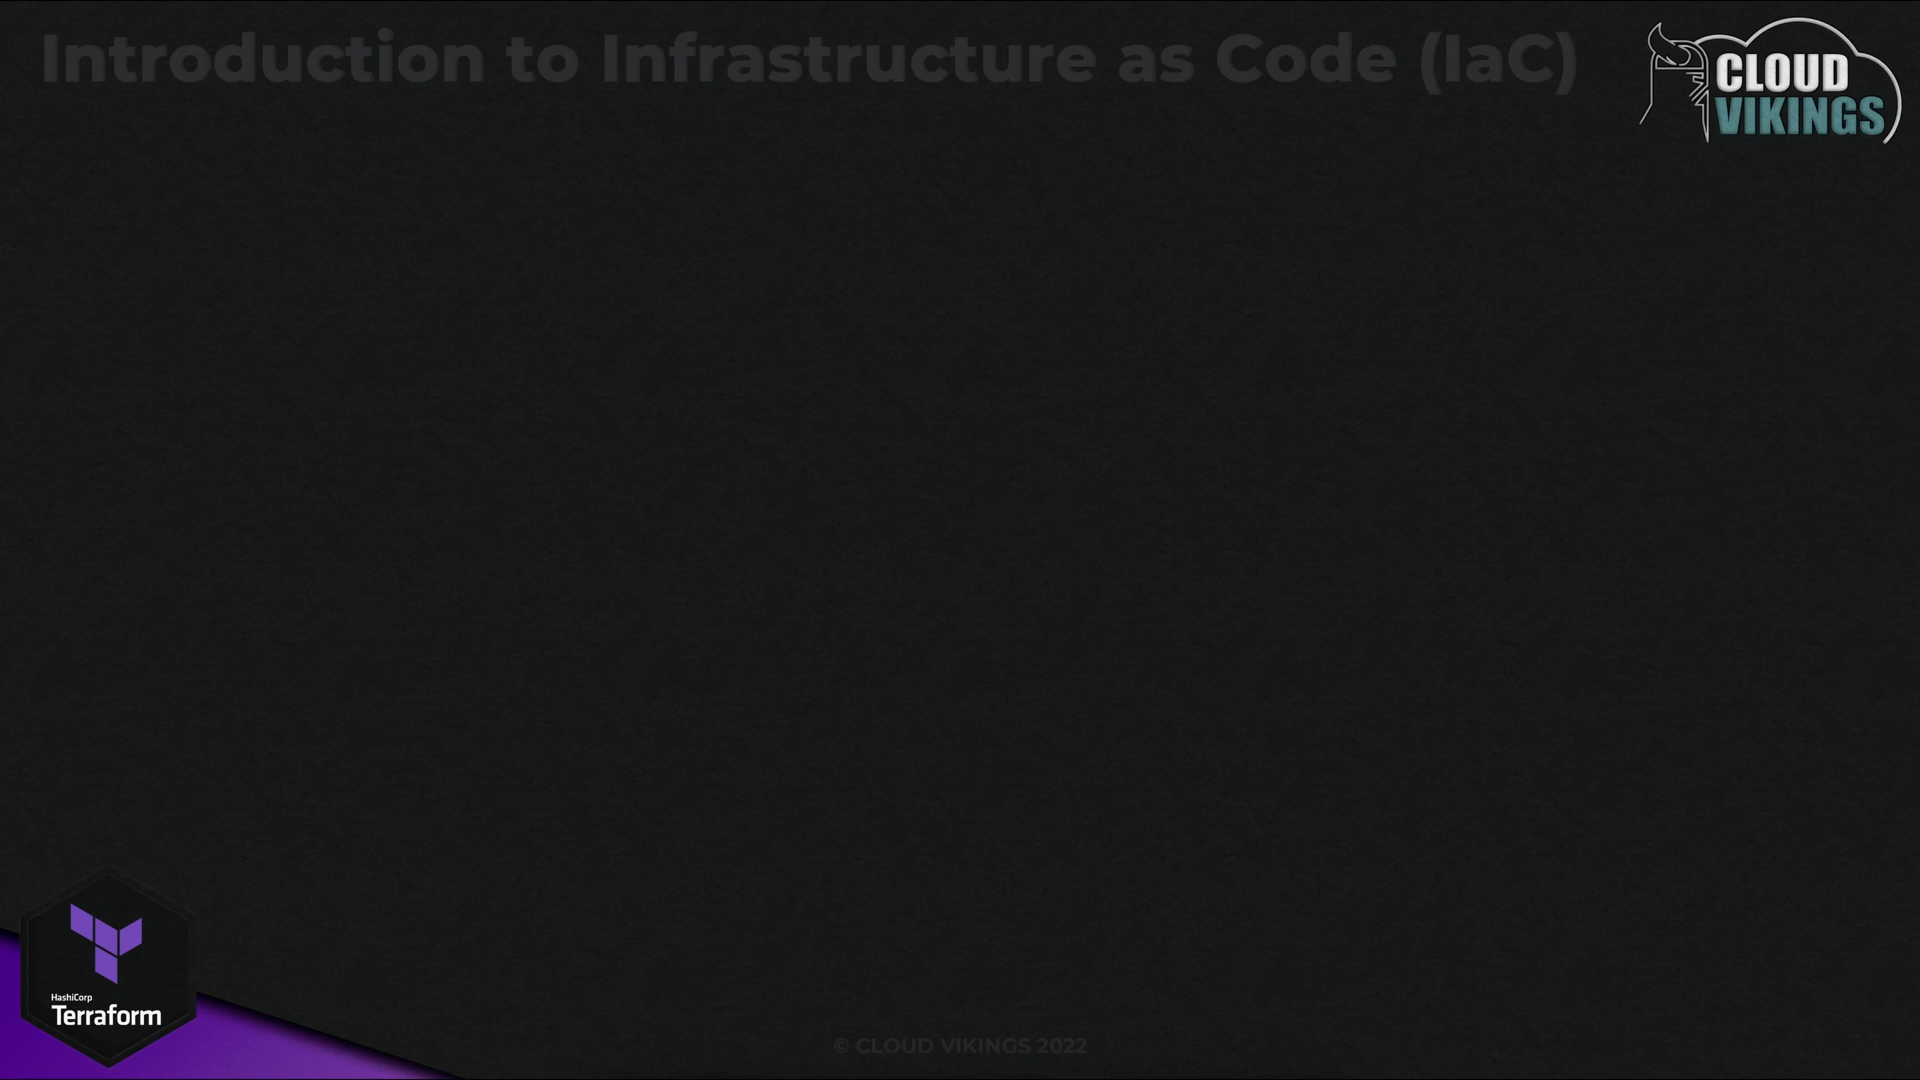 Introduction to Infrastructure as Code (IaC)
CLOUD
VIKINGS
HashiCorp
Terraform
© CLOUD VIKINGS 2022